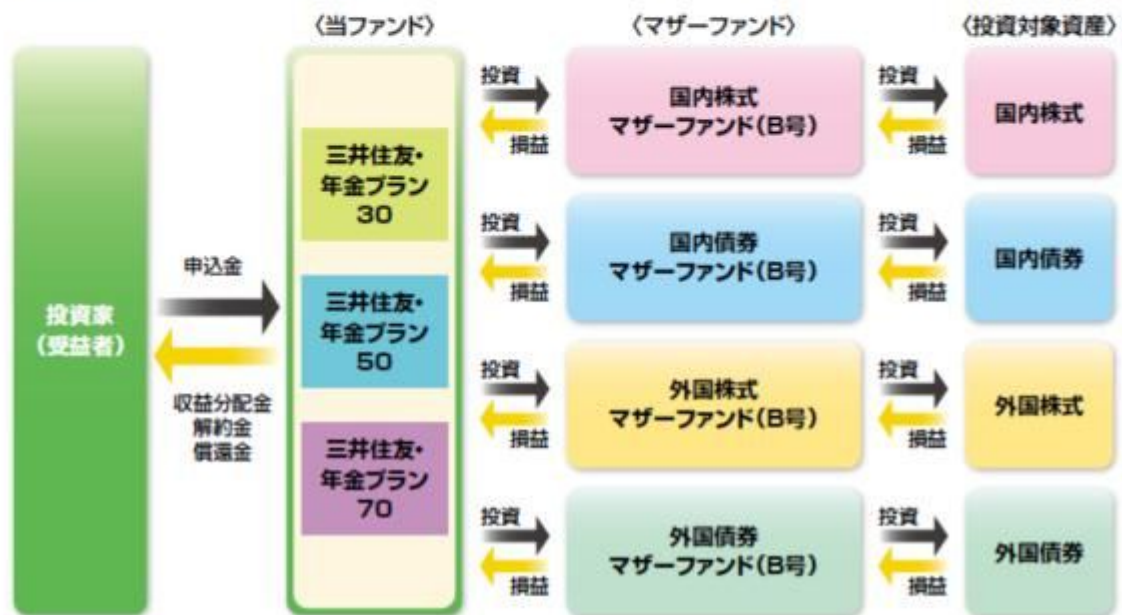 〈当ファンド〉
〈マザーファンド〉
〈投資対象資産〉
投資家
(受益者)
申込金
収益分配金
解約金
償還金
三井住友・
年金プラン
30
三井住友・
年金プラン
50
三井住友・
年金プラン
70
投資
損益
国内株式
マザーファンド(B号)
投資
損益
国内株式
投資
損益
国内債券
マザーファンド(B号)
投資
損益
国内債券
投資
損益
外国株式
マザーファンド(B号)
投資
損益
外国株式
投資
損益
外国債券
マザーファンド(B号)
投資
損益
外国債券